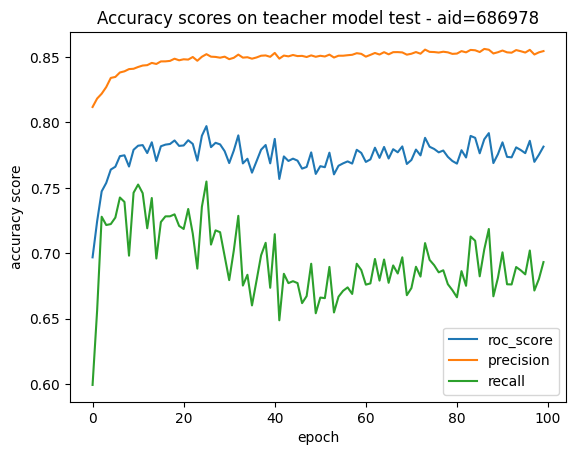 Accuracy scores on teacher model test - aid=686978
accuracy score
0.85
0.80
0.75
0.70
0.65
0.60
roc_score
precision
recall
0 20 40 60 80 100
epoch